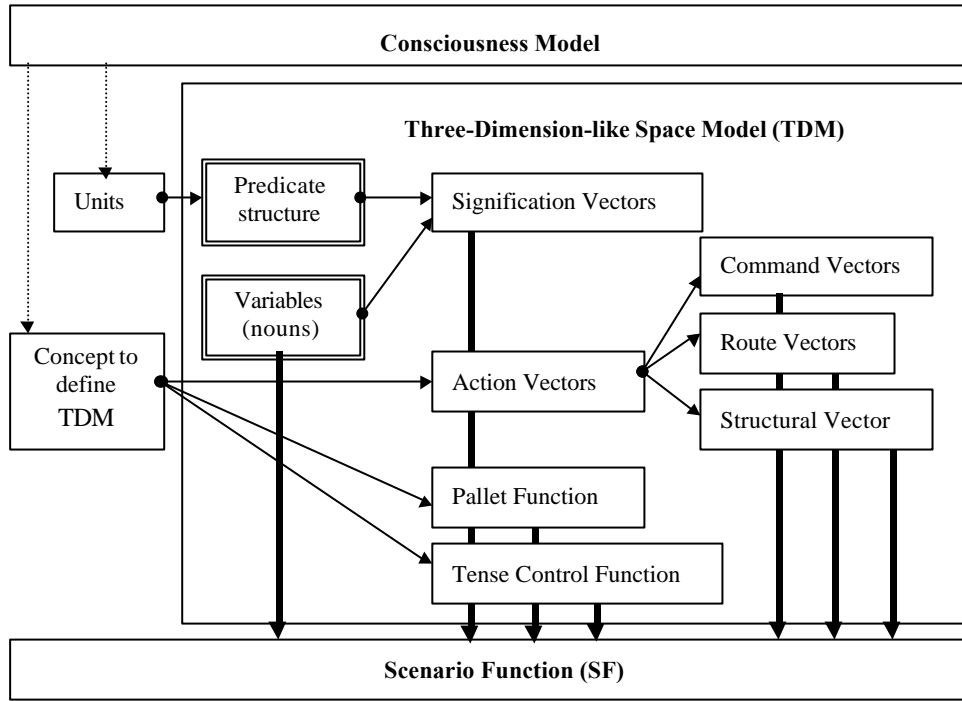 Consciousness Model
Three-Dimension-like Space Model (TDM)
Units
Predicate
structure
Signification Vectors
Command Vectors
Variables
(nouns)
Route Vectors
Concept to
define
TDM
Action Vectors
Structural Vector
Pallet Function
Tense Control Function
Scenario Function (SF)